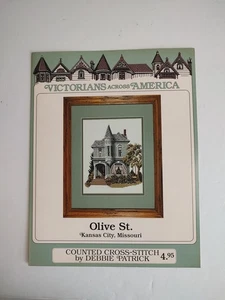 VICTORIANS ACROSS AMERICA
Olive St.
Kansas City, Missouri
COUNTED CROSS-STITCH
by DEBBIE PATRICK
4.95